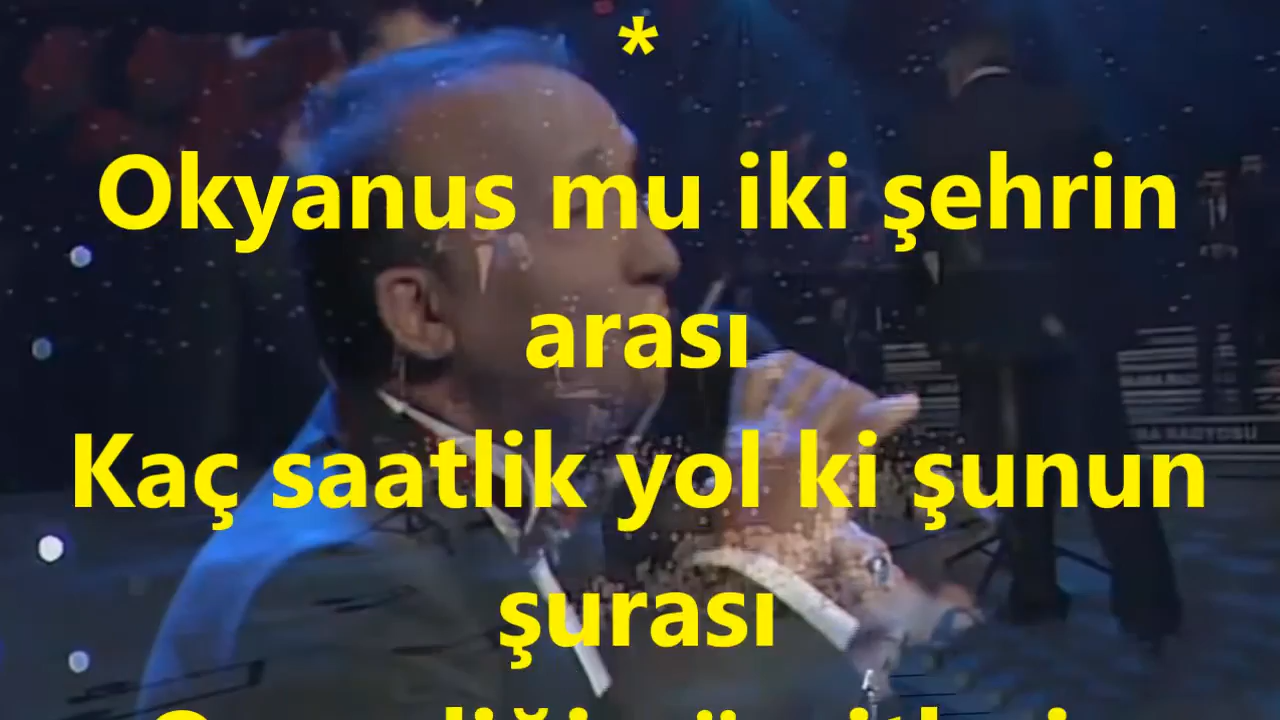 *
Okyanus mu iki şehrin
arası
Kaç saatlik yol ki şunun
şurası